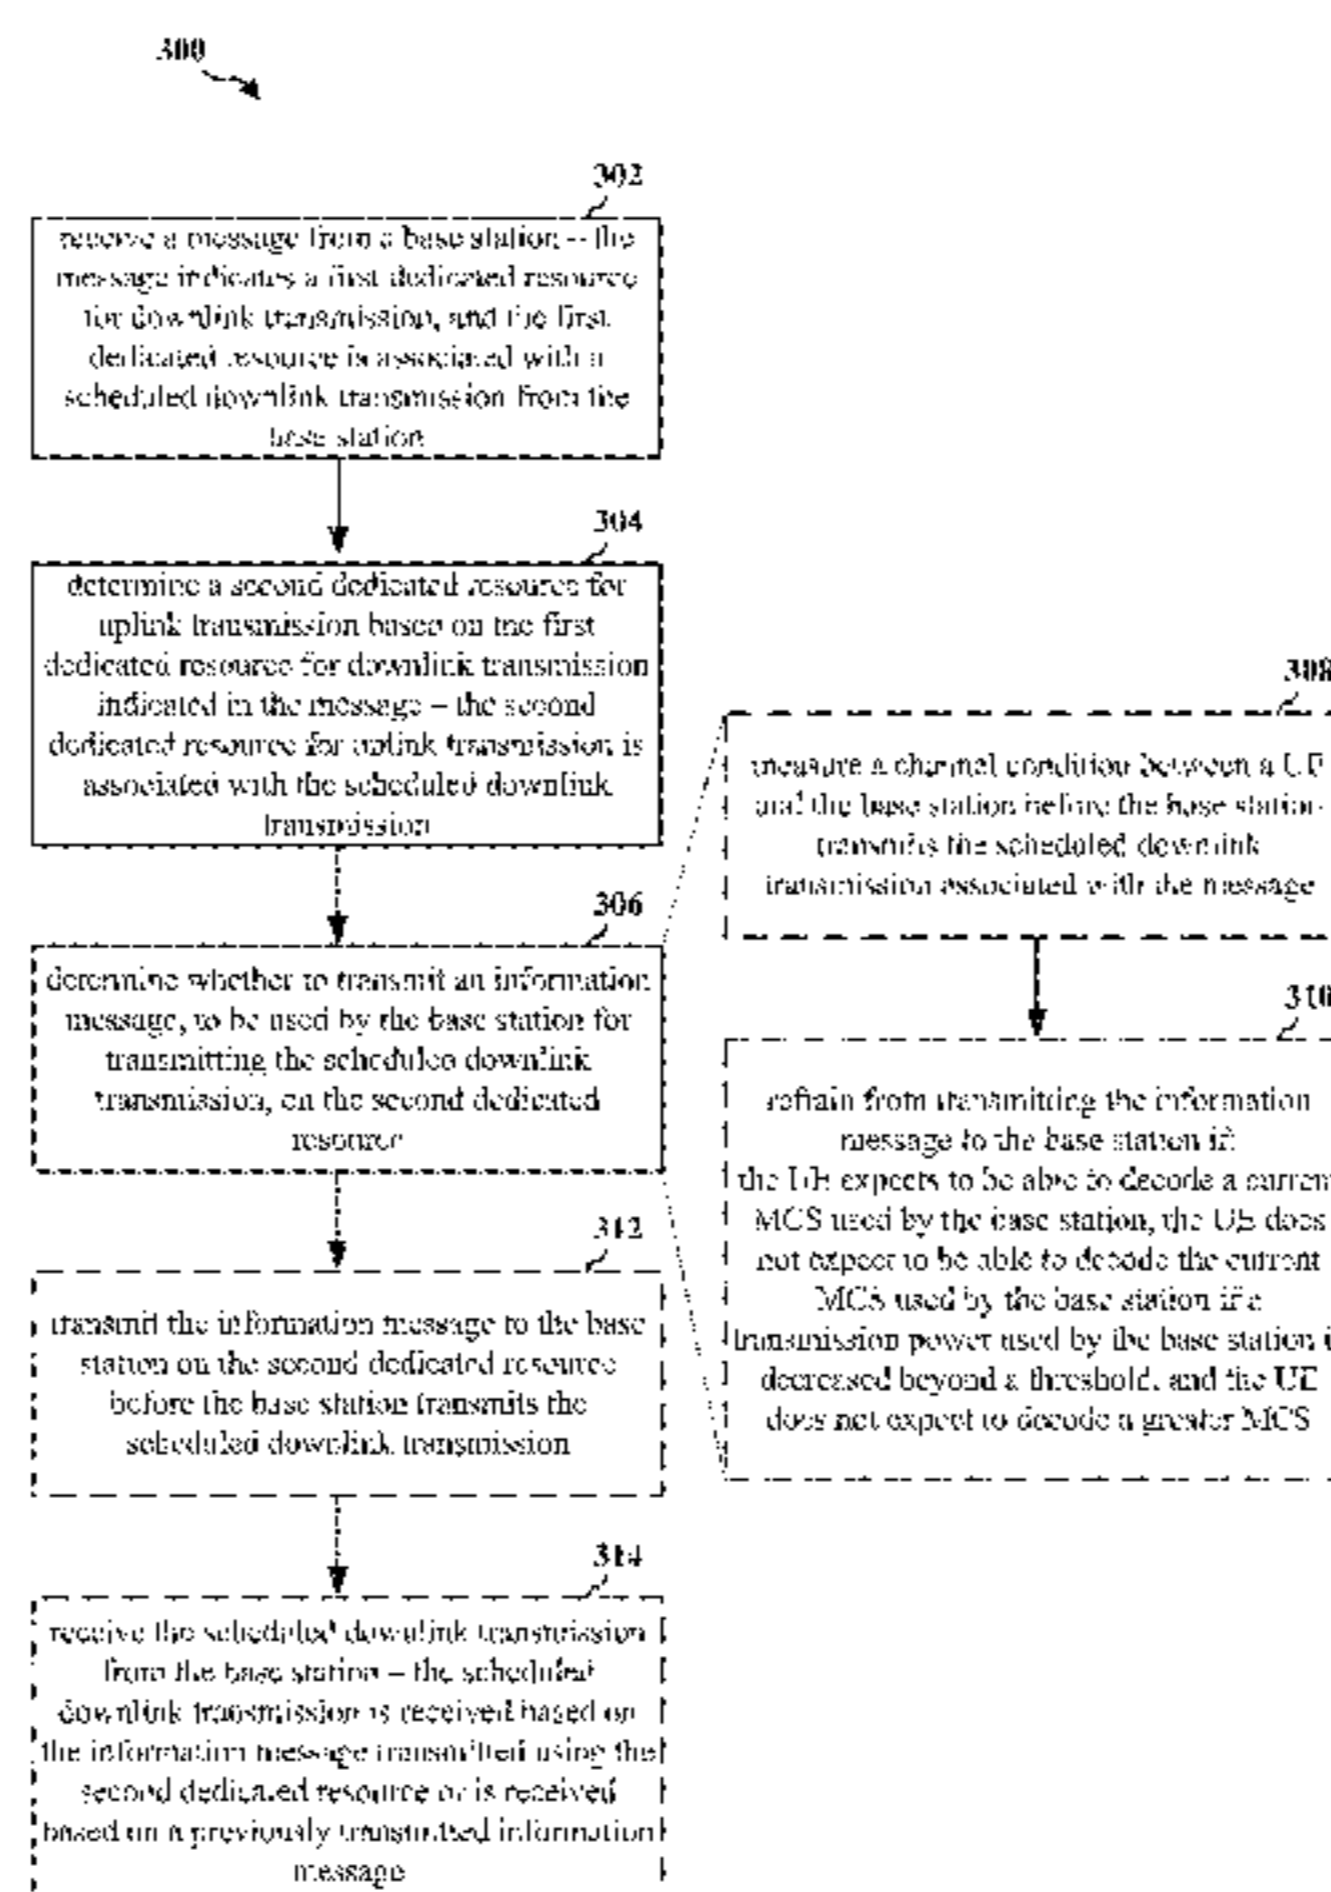 300
302
receive a message from a base station – the
message indicates a first dedicated resource
for downlink transmission, and the first
dedicated resource is associated with a
scheduled downlink transmission from the
base station
304
determine a second dedicated resource for
uplink transmission based on the first
dedicated resource for downlink transmission
indicated in the message – the second
dedicated resource for uplink transmission is
associated with the scheduled downlink
transmission
306
determine whether to transmit an information
message, to be used by the base station for
transmitting the scheduled downlink
transmission, on the second dedicated
resource
308
measure a channel condition between a UE
and the base station before the base station
transmits the scheduled downlink
transmission associated with the message
310
refrain from transmitting the information
message to the base station if:
the UE expects to be able to decode a current
MCS used by the base station, the UE does
not expect to be able to decode the current
MCS used by the base station if a
transmission power used by the base station is
decreased beyond a threshold, and the UE
does not expect to decode a greater MCS
312
transmit the information message to the base
station on the second dedicated resource
before the base station transmits the
scheduled downlink transmission
314
receive the scheduled downlink transmission
from the base station – the scheduled
downlink transmission is received based on
the information message transmitted using the
second dedicated resource or is received
based on a previously transmitted information
message